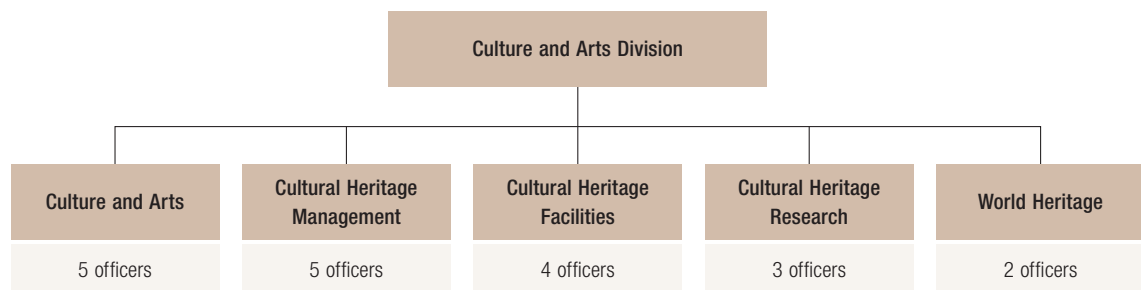 Culture and Arts Division
Culture and Arts
Cultural Heritage
Management
Cultural Heritage
Facilities
Cultural Heritage
Research
World Heritage
5 officers
5 officers
4 officers
3 officers
2 officers